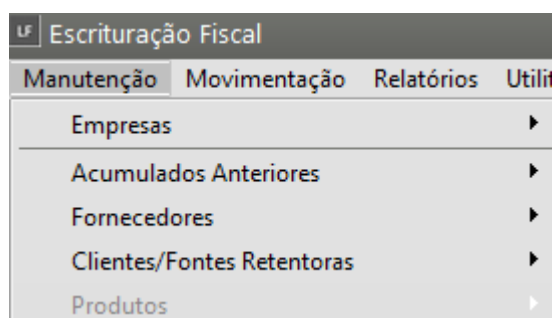 LF Escrituração Fiscal
Manutenção Movimentação Relatórios
Empresas
Acumulados Anteriores
Fornecedores
Clientes/Fontes Retentoras
Produtos